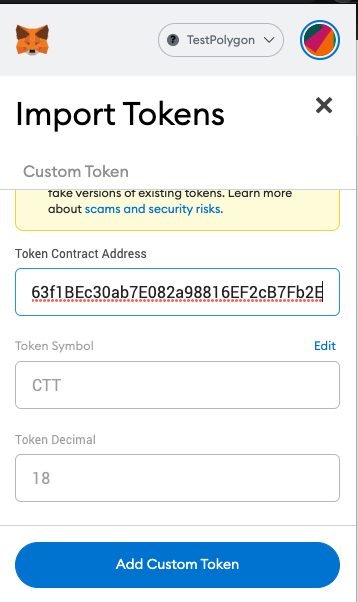 TestPolygon
Import Tokens
Custom Token
fake versions of existing tokens. Learn more
about scams and security risks.
Token Contract Address
63f1BEc30ab7E082a98816EF2cB7Fb2E
Token Symbol
Edit
CTT
Token Decimal
18
Add Custom Token